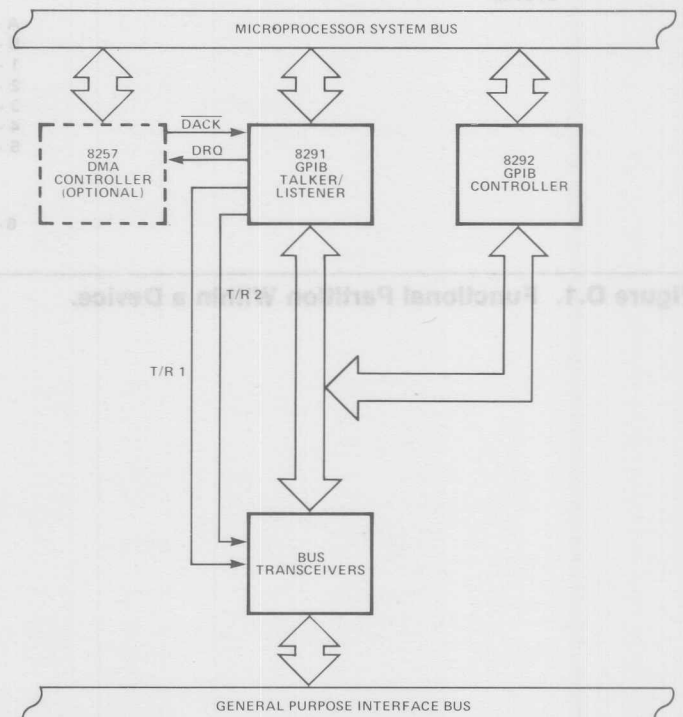 MICROPROCESSOR SYSTEM BUS
8257
DMA
CONTROLLER
(OPTIONAL)
DACK
DRQ
8291
GPIB
TALKER/
LISTENER
8292
GPIB
CONTROLLER
T/R 2
igure D.1. Functional Partition Within a Device.
T/R 1
BUS
TRANSCEIVERS
GENERAL PURPOSE INTERFACE BUS